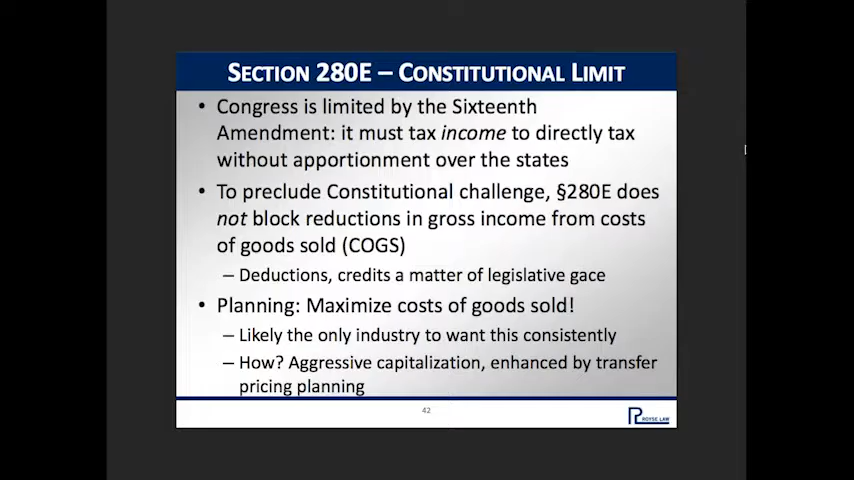 SECTION 280E – CONSTITUTIONAL LIMIT
• Congress is limited by the Sixteenth
Amendment: it must tax income to directly tax
without apportionment over the states
• To preclude Constitutional challenge, §280E does
not block reductions in gross income from costs
of goods sold (COGS)
– Deductions, credits a matter of legislative gace
• Planning: Maximize costs of goods sold!
– Likely the only industry to want this consistently
– How? Aggressive capitalization, enhanced by transfer
pricing planning
42
ROYSE LAW